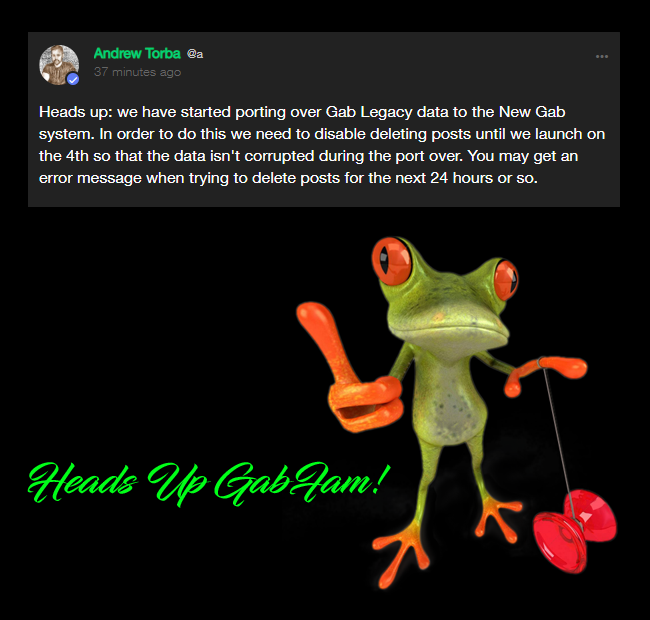 Andrew Torba @a
37 minutes ago
Heads up: we have started porting over Gab Legacy data to the New Gab
system. In order to do this we need to disable deleting posts until we launch on
the 4th so that the data isn't corrupted during the port over. You may get an
error message when trying to delete posts for the next 24 hours or so.
Heads Up GabFam!